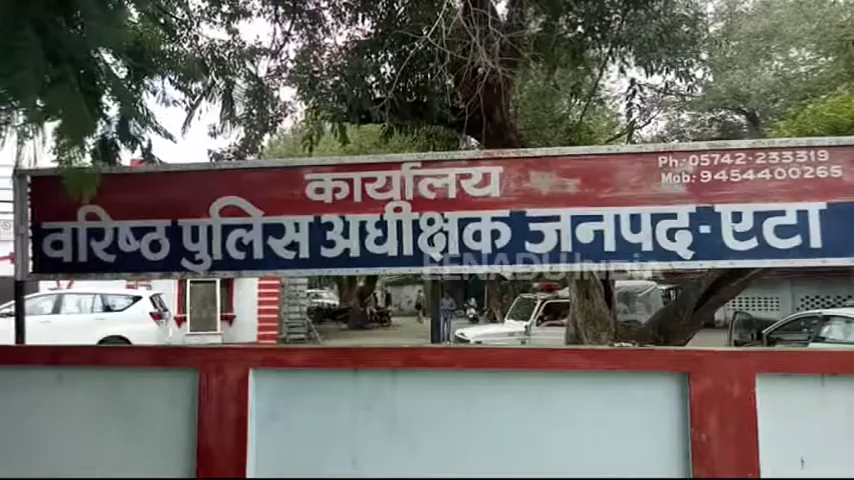 कार्यालय
Ph.: 05742-233319
Mob: 9454400265
वरिष्ठ पुलिस अधीक्षक जनपद-एटा